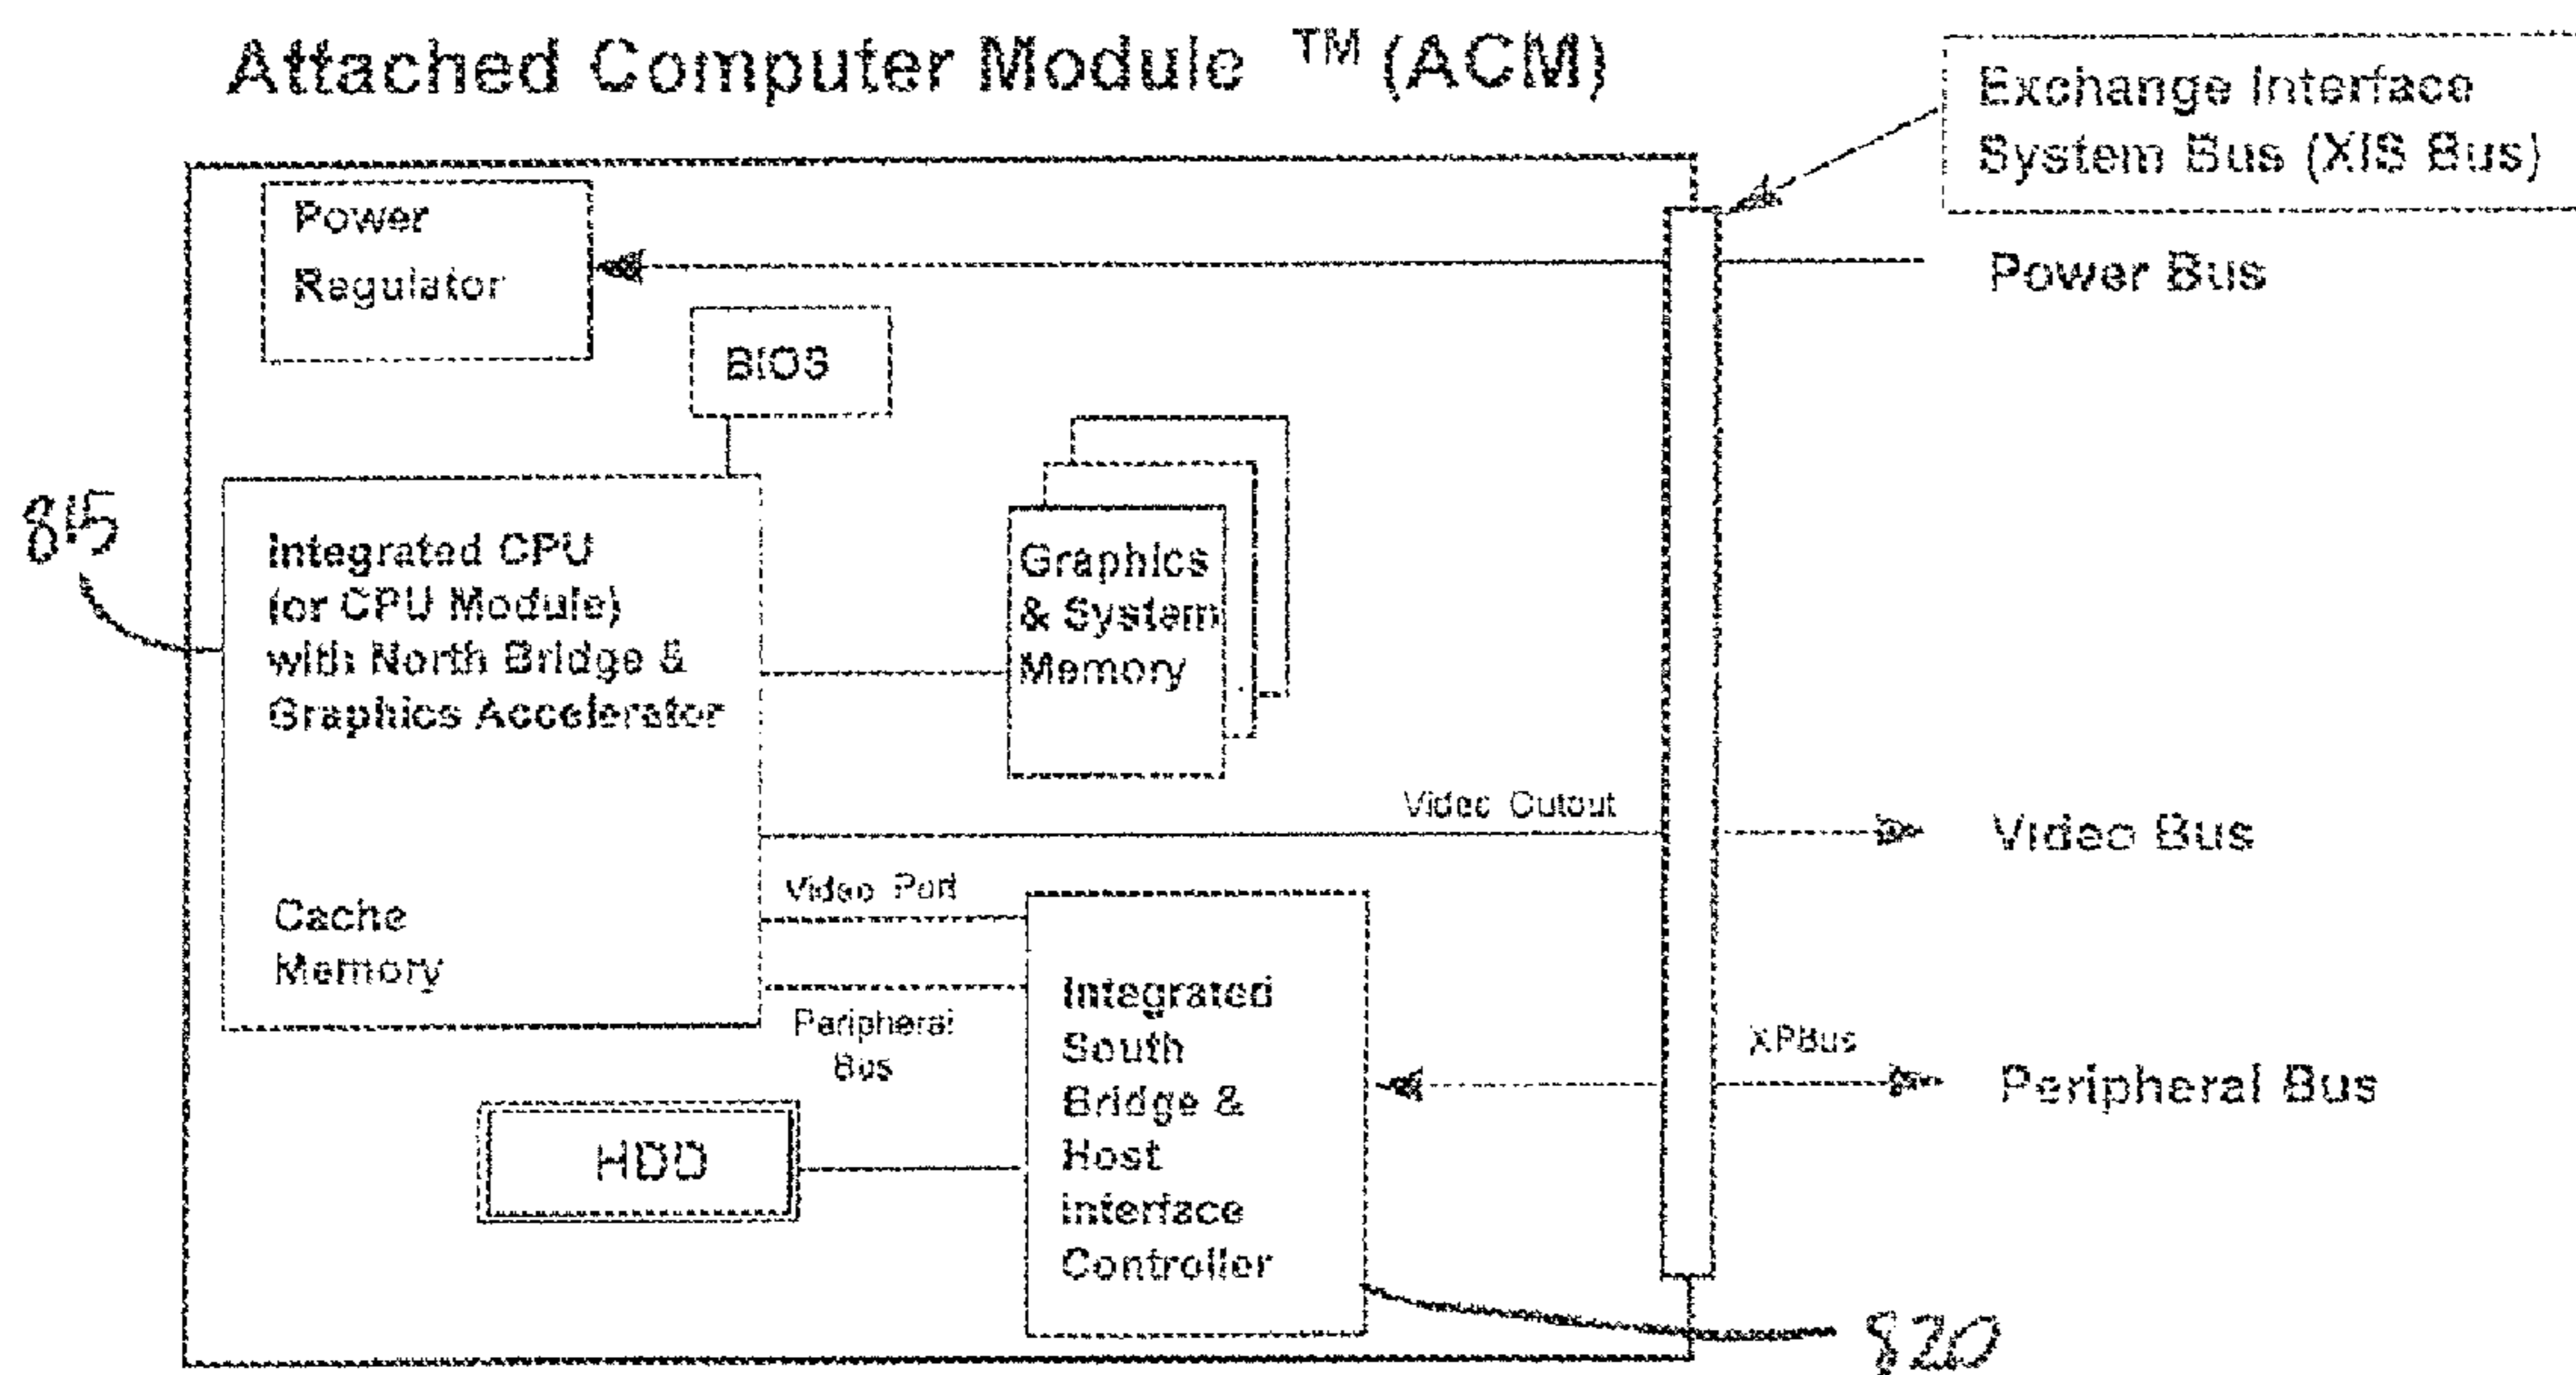 Attached Computer Module ™ (ACM)
Exchange Interface
System Bus (XIS Bus)
Power
Regulator
Power Bus
BIOS
815
Integrated CPU
(or CPU Module)
with North Bridge &
Graphics Accelerator
Graphics
& System
Memory
Video Output
Video Bus
Video Port
Cache
Memory
Peripheral
Bus
Integrated
South
Bridge &
Host
Interface
Controller
XPBus
Peripheral Bus
HDD
820